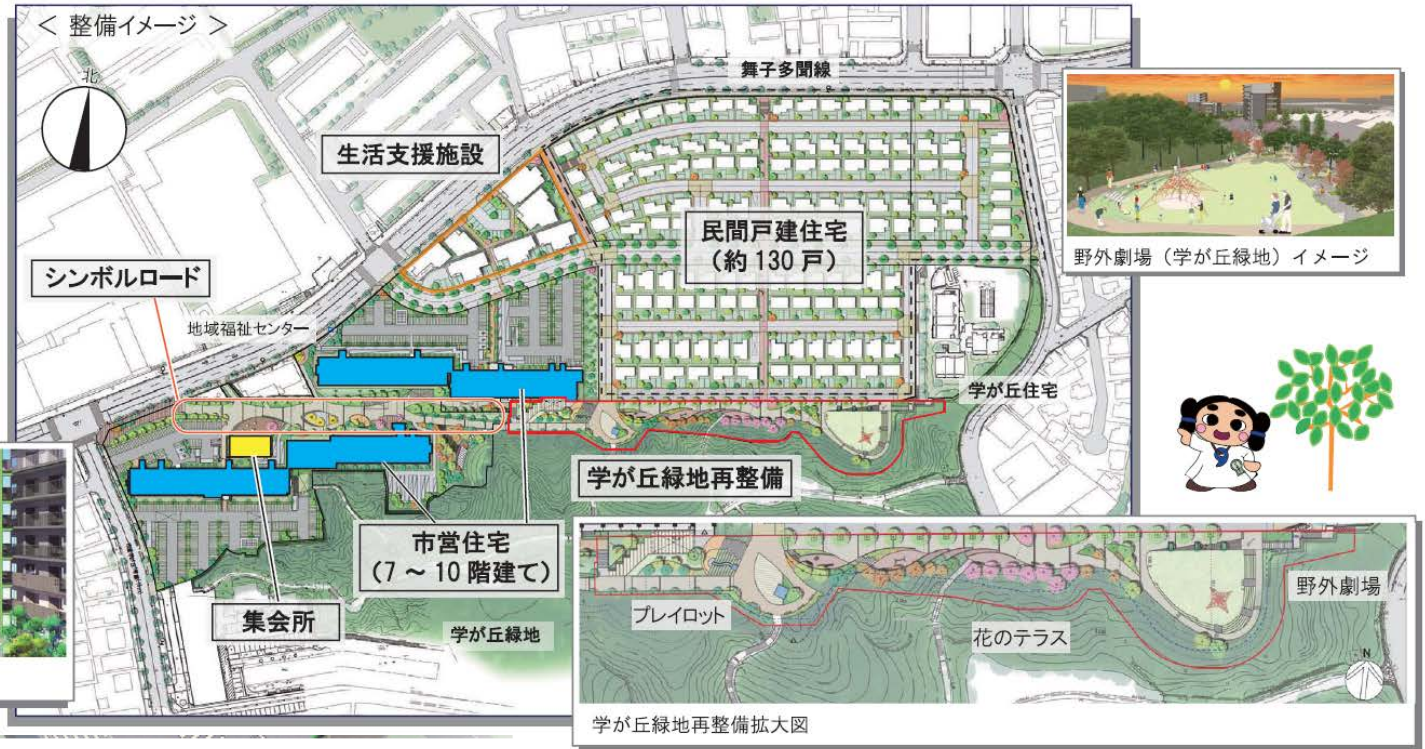 ＜ 整備イメージ ＞
北
舞子多聞線
生活支援施設
民間戸建住宅
（約 130 戸）
野外劇場（学が丘緑地）イメージ
シンボルロード
地域福祉センター
学が丘住宅
学が丘緑地再整備
市営住宅
（7 ～ 10 階建て）
集会所
学が丘緑地
プレイロット
花のテラス
野外劇場
N
学が丘緑地再整備拡大図